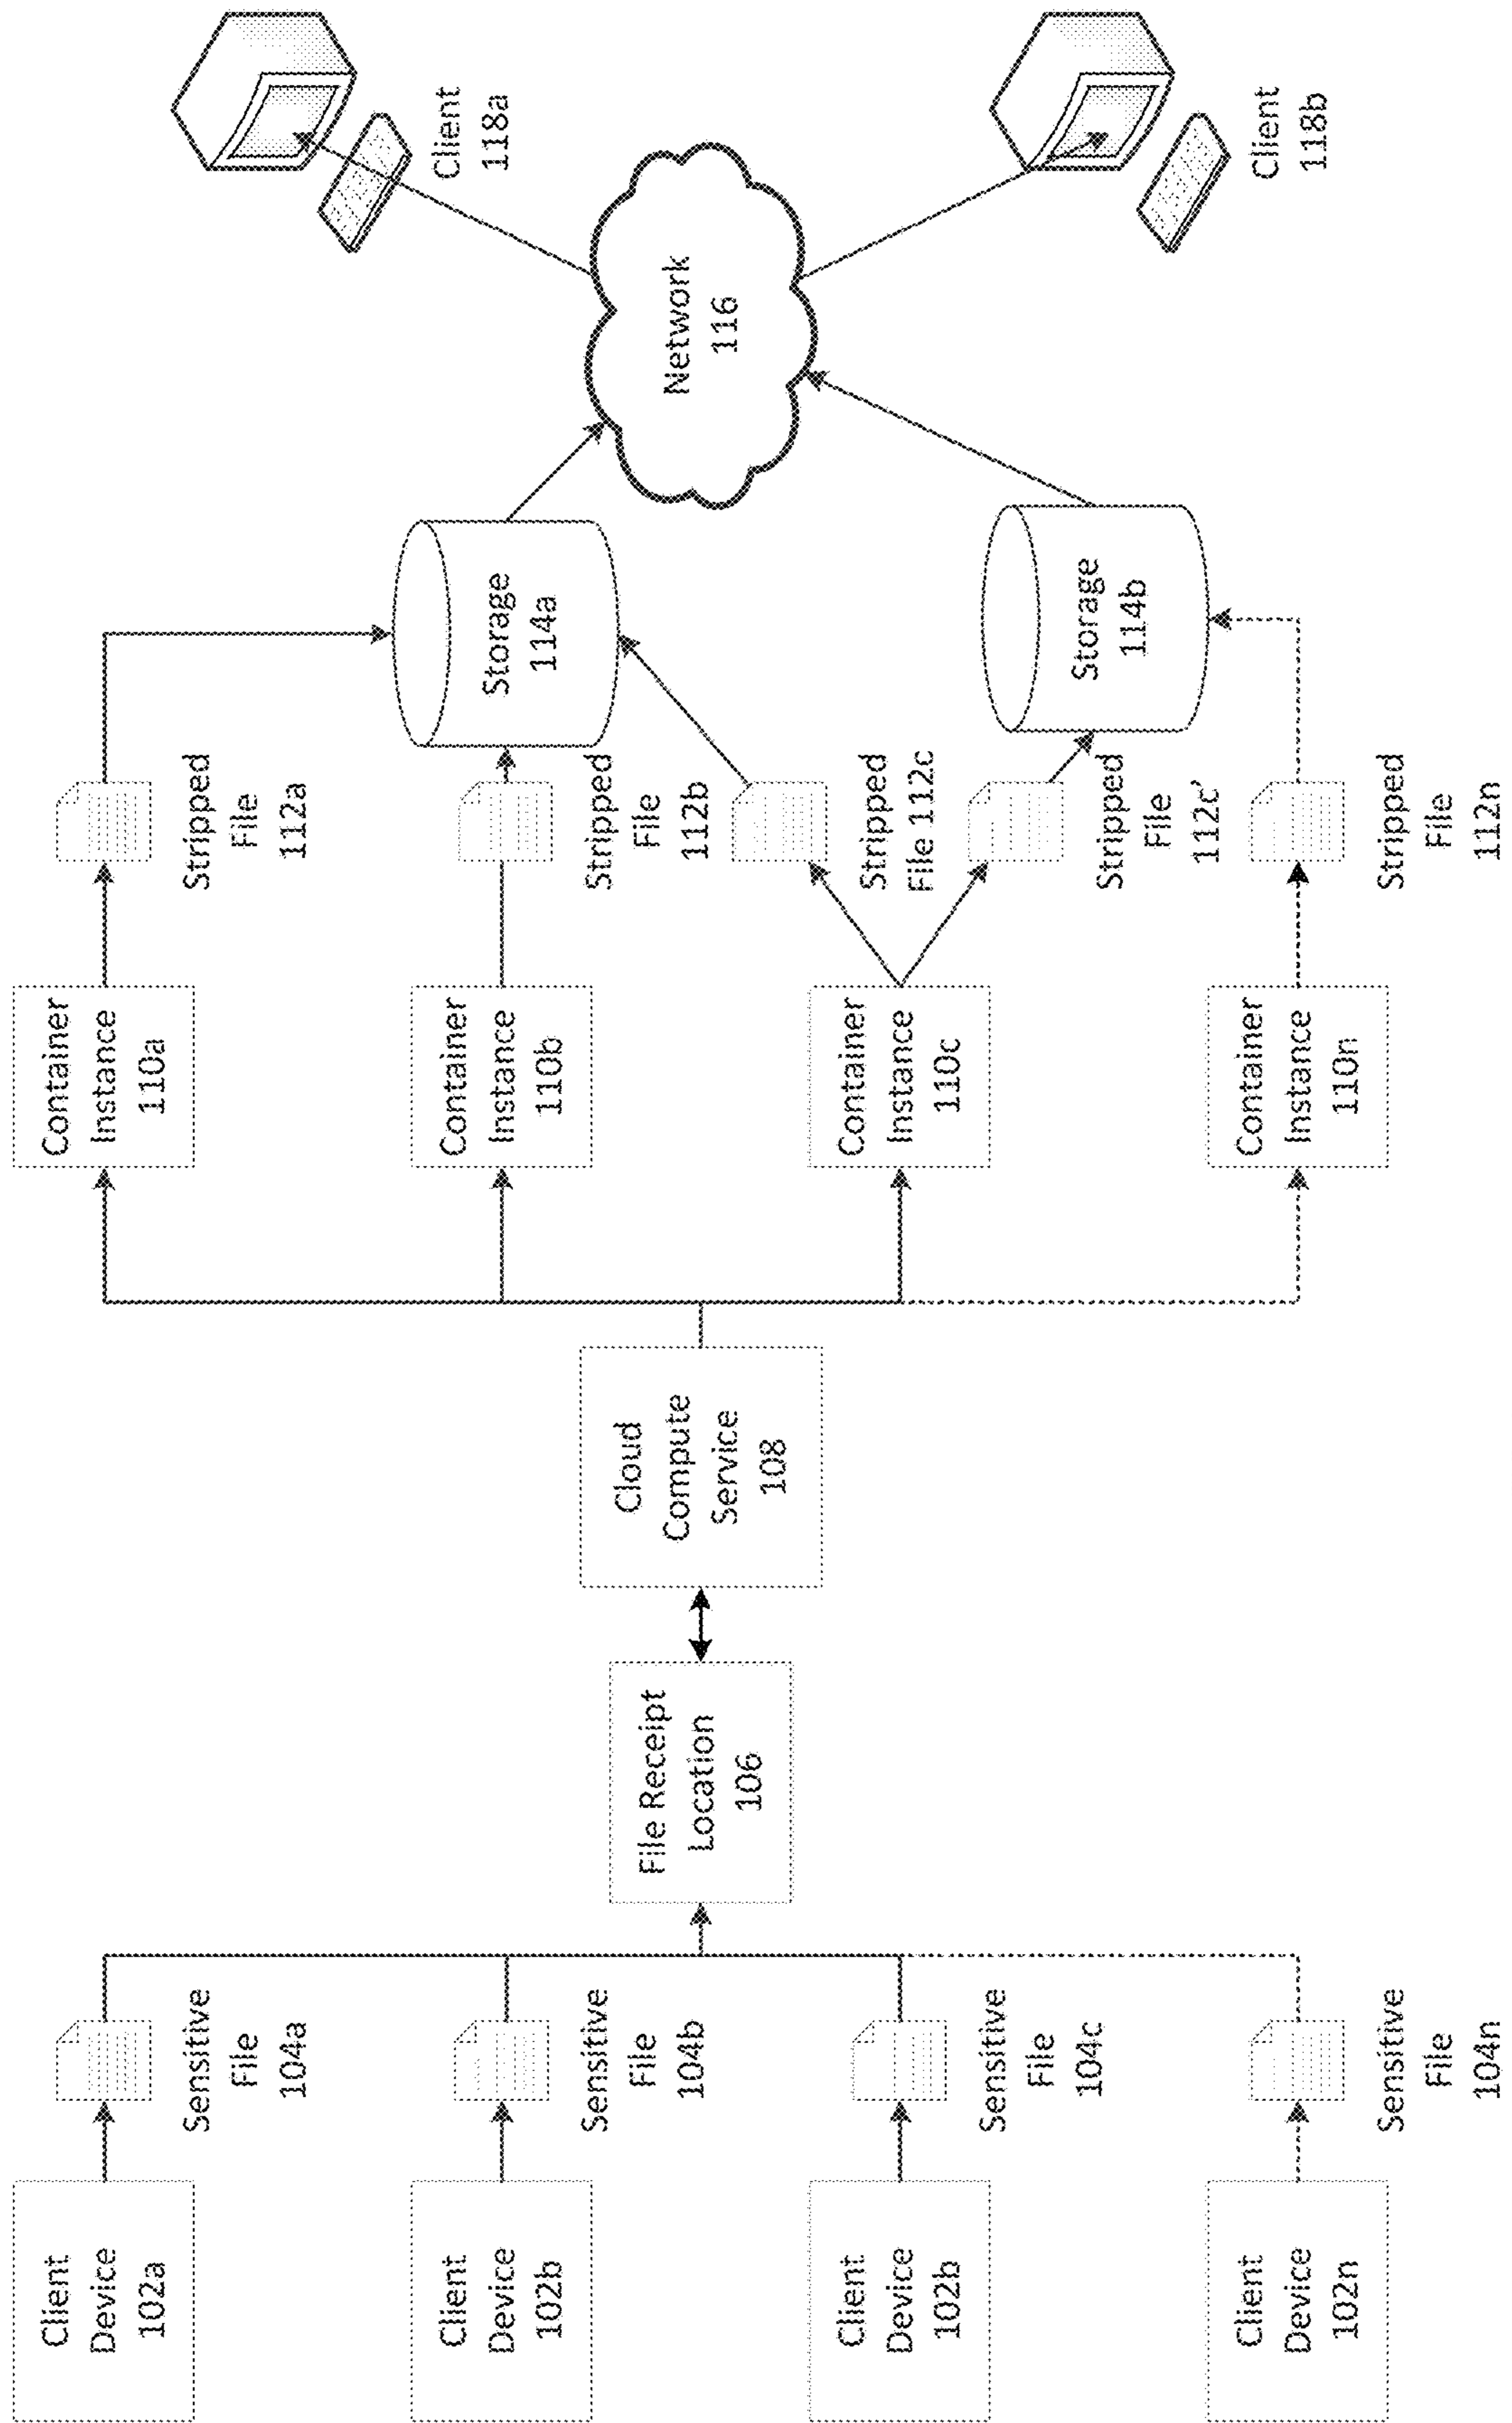 Client
Device
102a
Sensitive
File
104a
Client
Device
102b
Sensitive
File
104b
Client
Device
102b
Sensitive
File
104c
Client
Device
102n
Sensitive
File
104n
File Receipt
Location
106
Cloud
Compute
Service
108
Container
Instance
110a
Stripped
File
112a
Container
Instance
110b
Stripped
File
112b
Container
Instance
110c
Stripped
File 112c
Stripped
File
112c'
Container
Instance
110n
Stripped
File
112n
Storage
114a
Storage
114b
Network
116
Client
118a
Client
118b